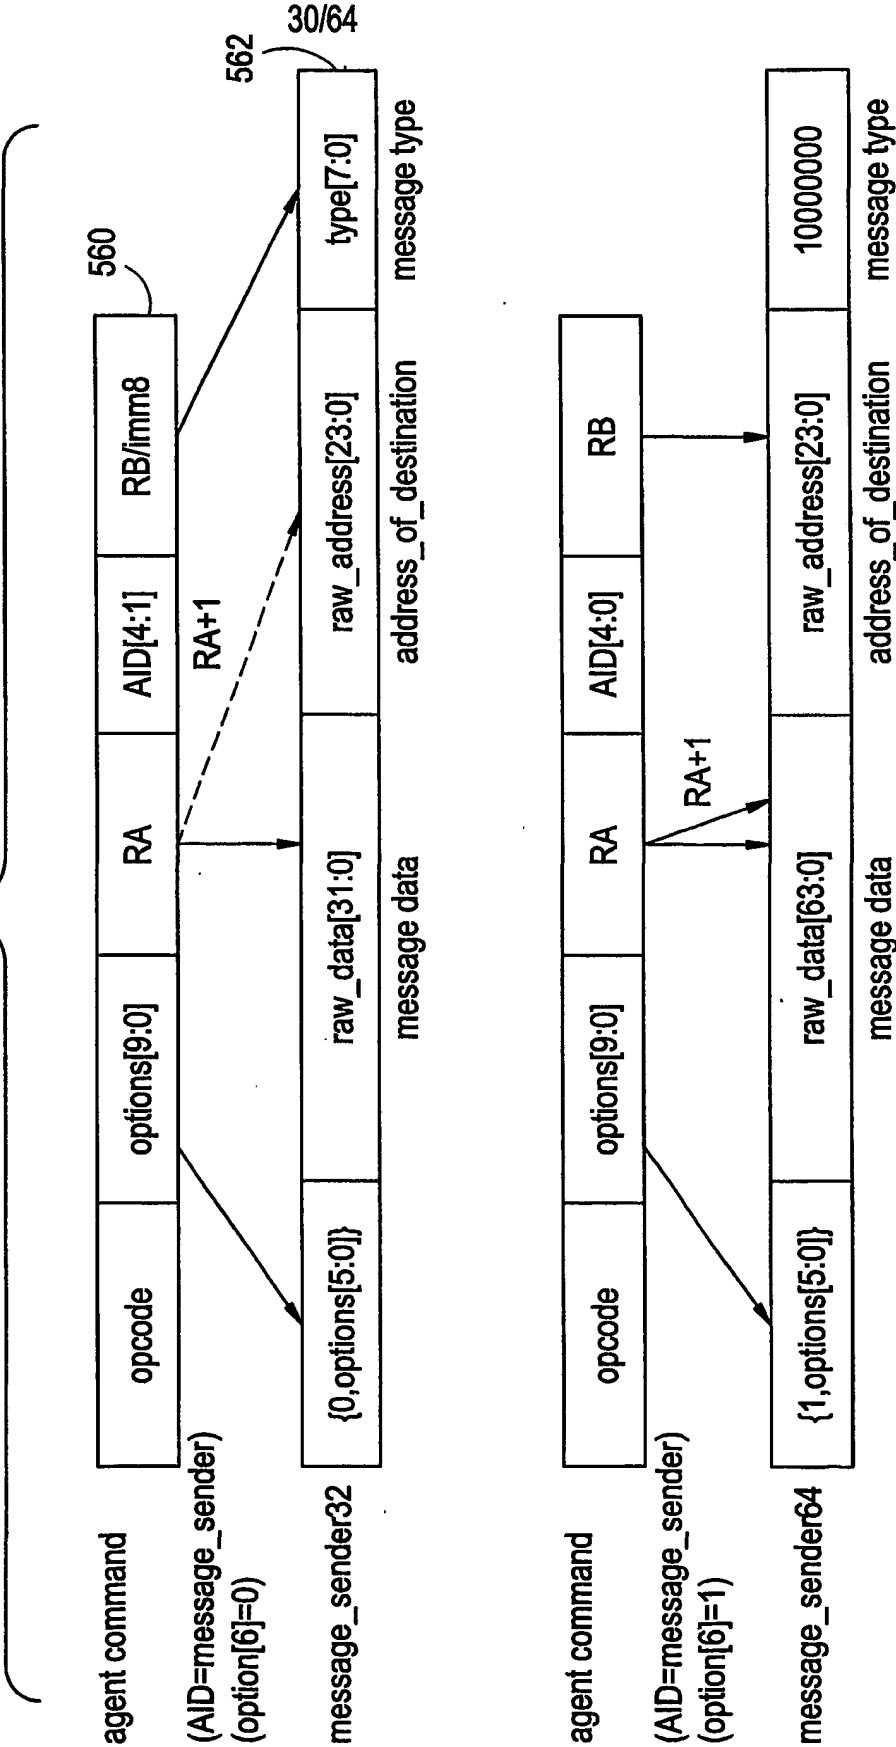 30/64
agent command
opcode
options[9:0]
RA
AID[4:1]
RB/imm8
560
(AID=message_sender)
(option[6]=0)
RA+1
562
message_sender32
{0,options[5:0]}
raw_data[31:0]
raw_address[23:0]
type[7:0]
message data
address_of_destination
message type
agent command
opcode
options[9:0]
RA
AID[4:0]
RB
(AID=message_sender)
(option[6]=1)
RA+1
message_sender64
{1,options[5:0]}
raw_data[63:0]
raw_address[23:0]
10000000
message data
address_of_destination
message type